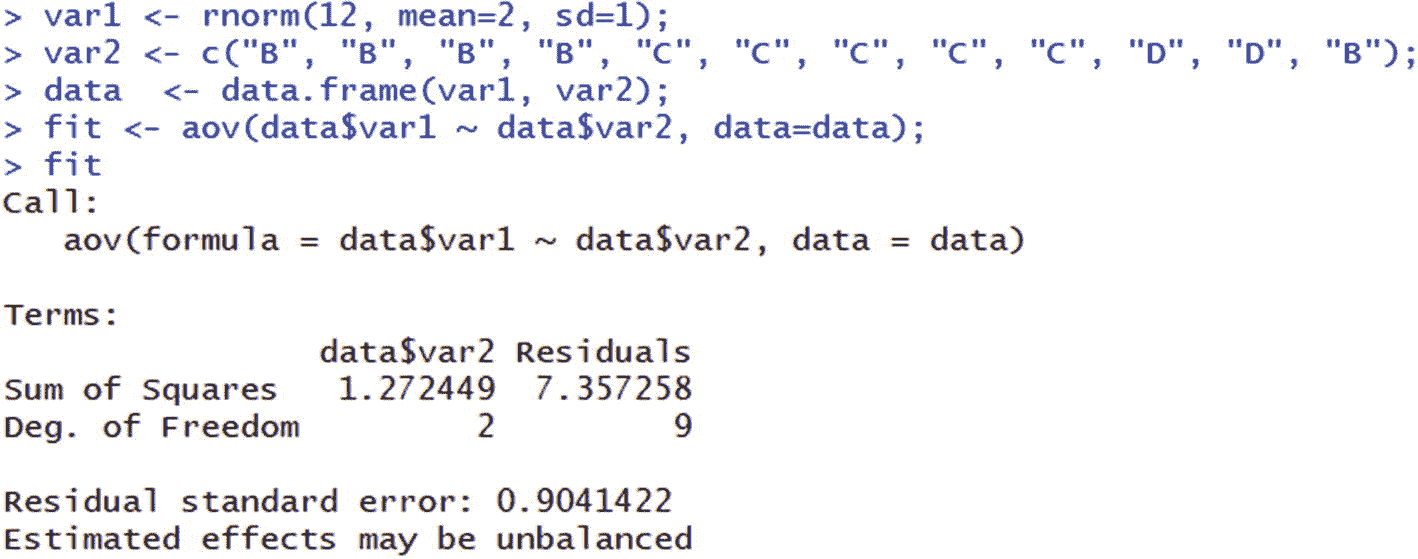 > var1 <- rnorm(12, mean=2, sd=1);
> var2 <- c("B", "B", "B", "B", "C", "C", "C", "C", "C", "D", "D", "B");
> data  <- data.frame(var1, var2);
> fit <- aov(data$var1 ~ data$var2, data=data);
> fit
Call:
   aov(formula = data$var1 ~ data$var2, data = data)

Terms:
                data$var2 Residuals
Sum of Squares   1.272449  7.357258
Deg. of Freedom         2         9

Residual standard error: 0.9041422
Estimated effects may be unbalanced